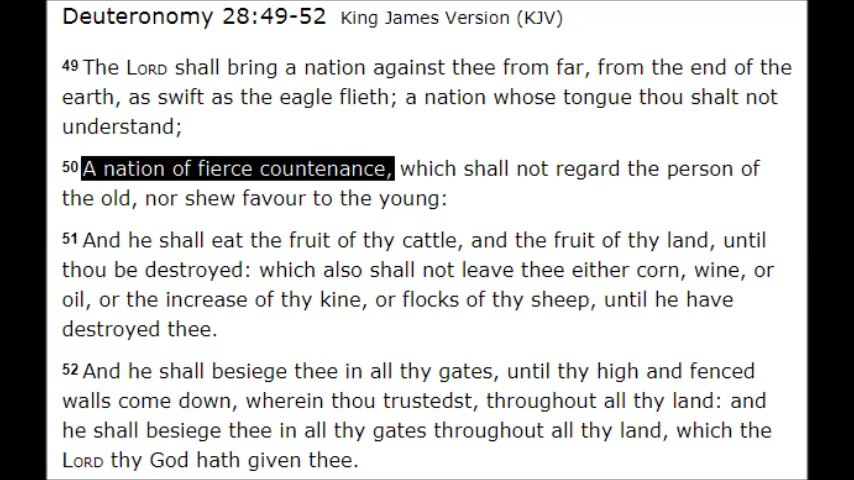 Deuteronomy 28:49-52 King James Version (KJV)
49 The LORD shall bring a nation against thee from far, from the end of the
earth, as swift as the eagle flieth; a nation whose tongue thou shalt not
understand;
50 A nation of fierce countenance, which shall not regard the person of
the old, nor shew favour to the young:
51 And he shall eat the fruit of thy cattle, and the fruit of thy land, until
thou be destroyed: which also shall not leave thee either corn, wine, or
oil, or the increase of thy kine, or flocks of thy sheep, until he have
destroyed thee.
52 And he shall besiege thee in all thy gates, until thy high and fenced
walls come down, wherein thou trustedst, throughout all thy land: and
he shall besiege thee in all thy gates throughout all thy land, which the
LORD thy God hath given thee.